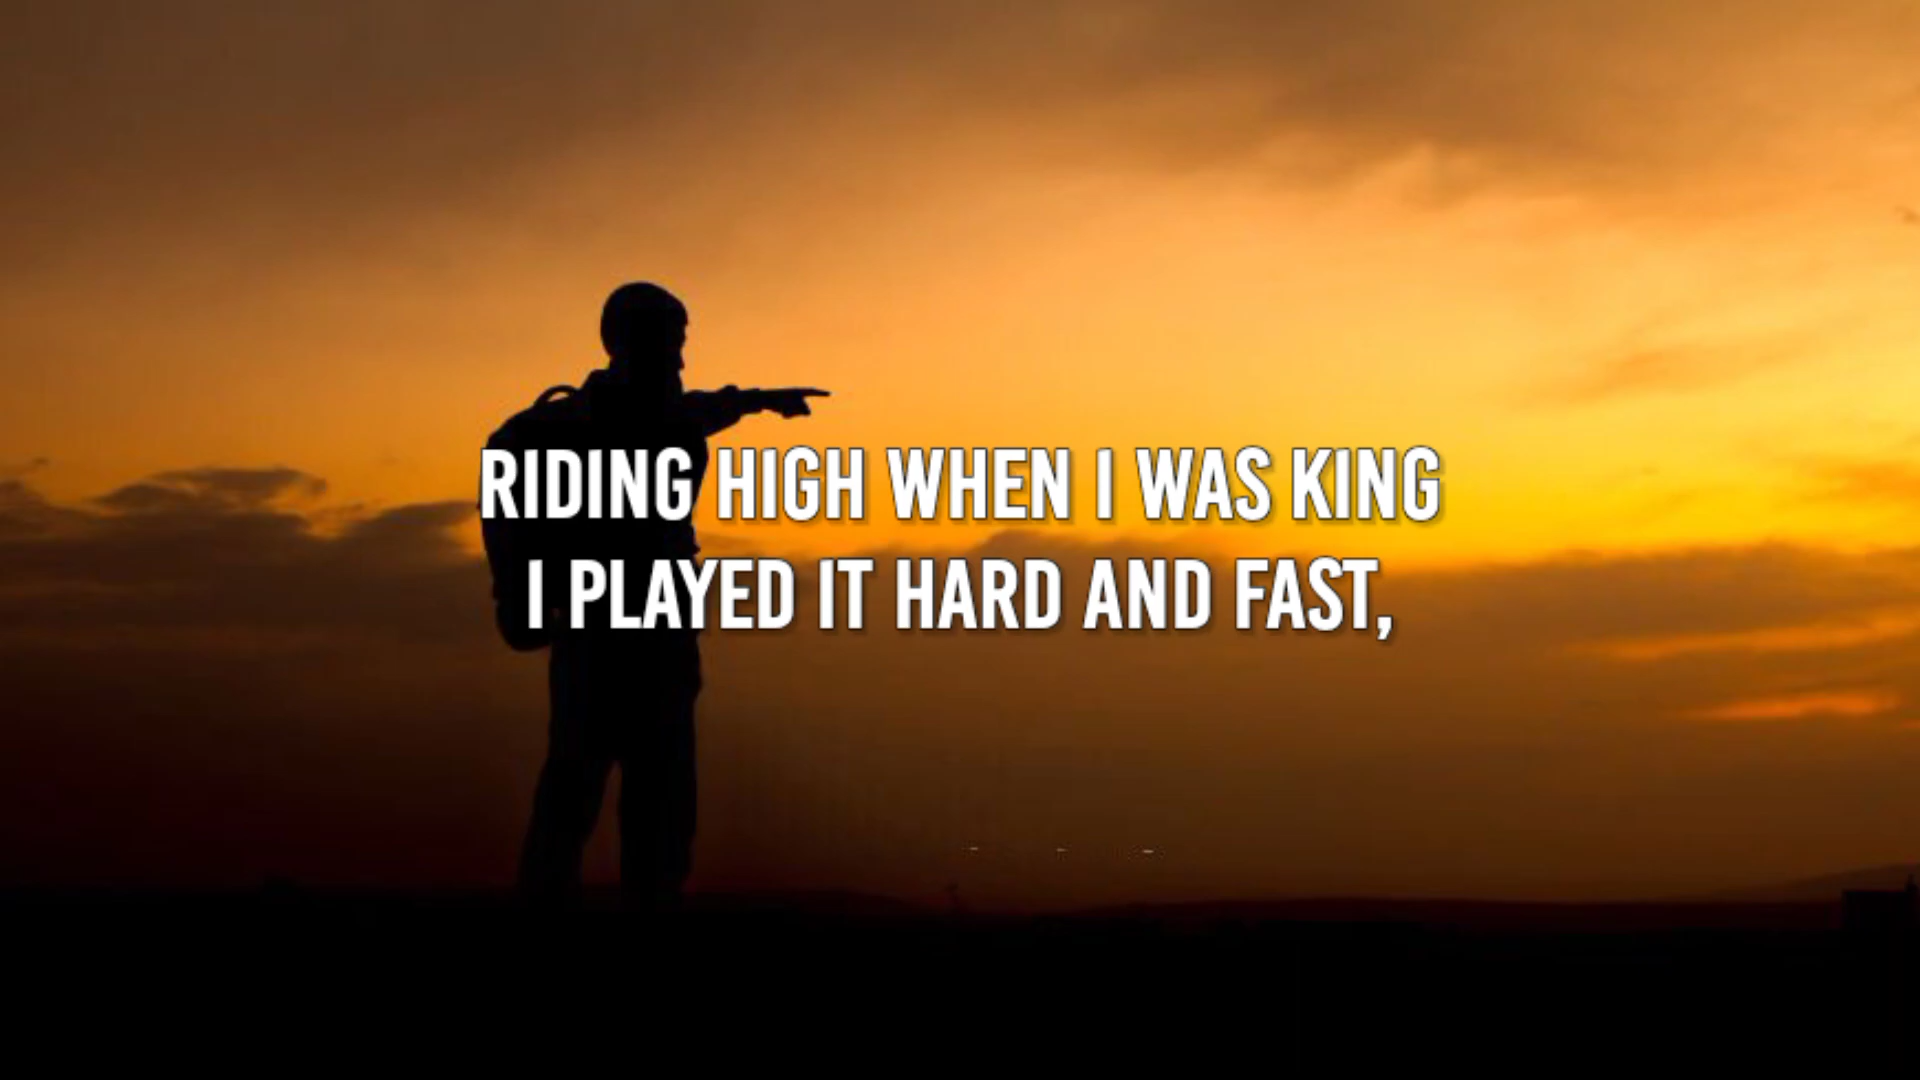 RIDING HIGH WHEN I WAS KING
I PLAYED IT HARD AND FAST,